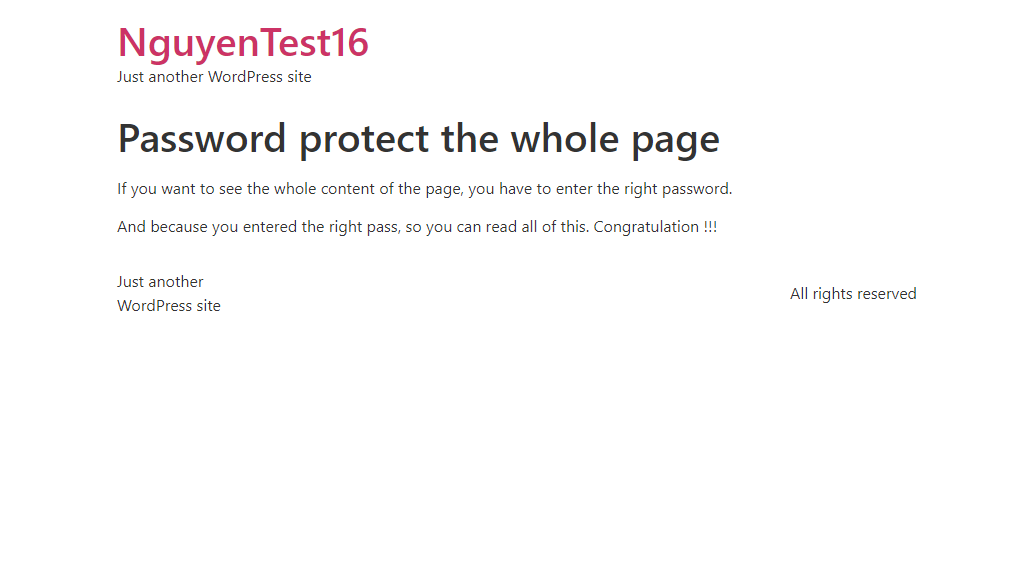 NguyenTest16
Just another WordPress site
Password protect the whole page
If you want to see the whole content of the page, you have to enter the right password.
And because you entered the right pass, so you can read all of this. Congratulation !!!
Just another
WordPress site
All rights reserved